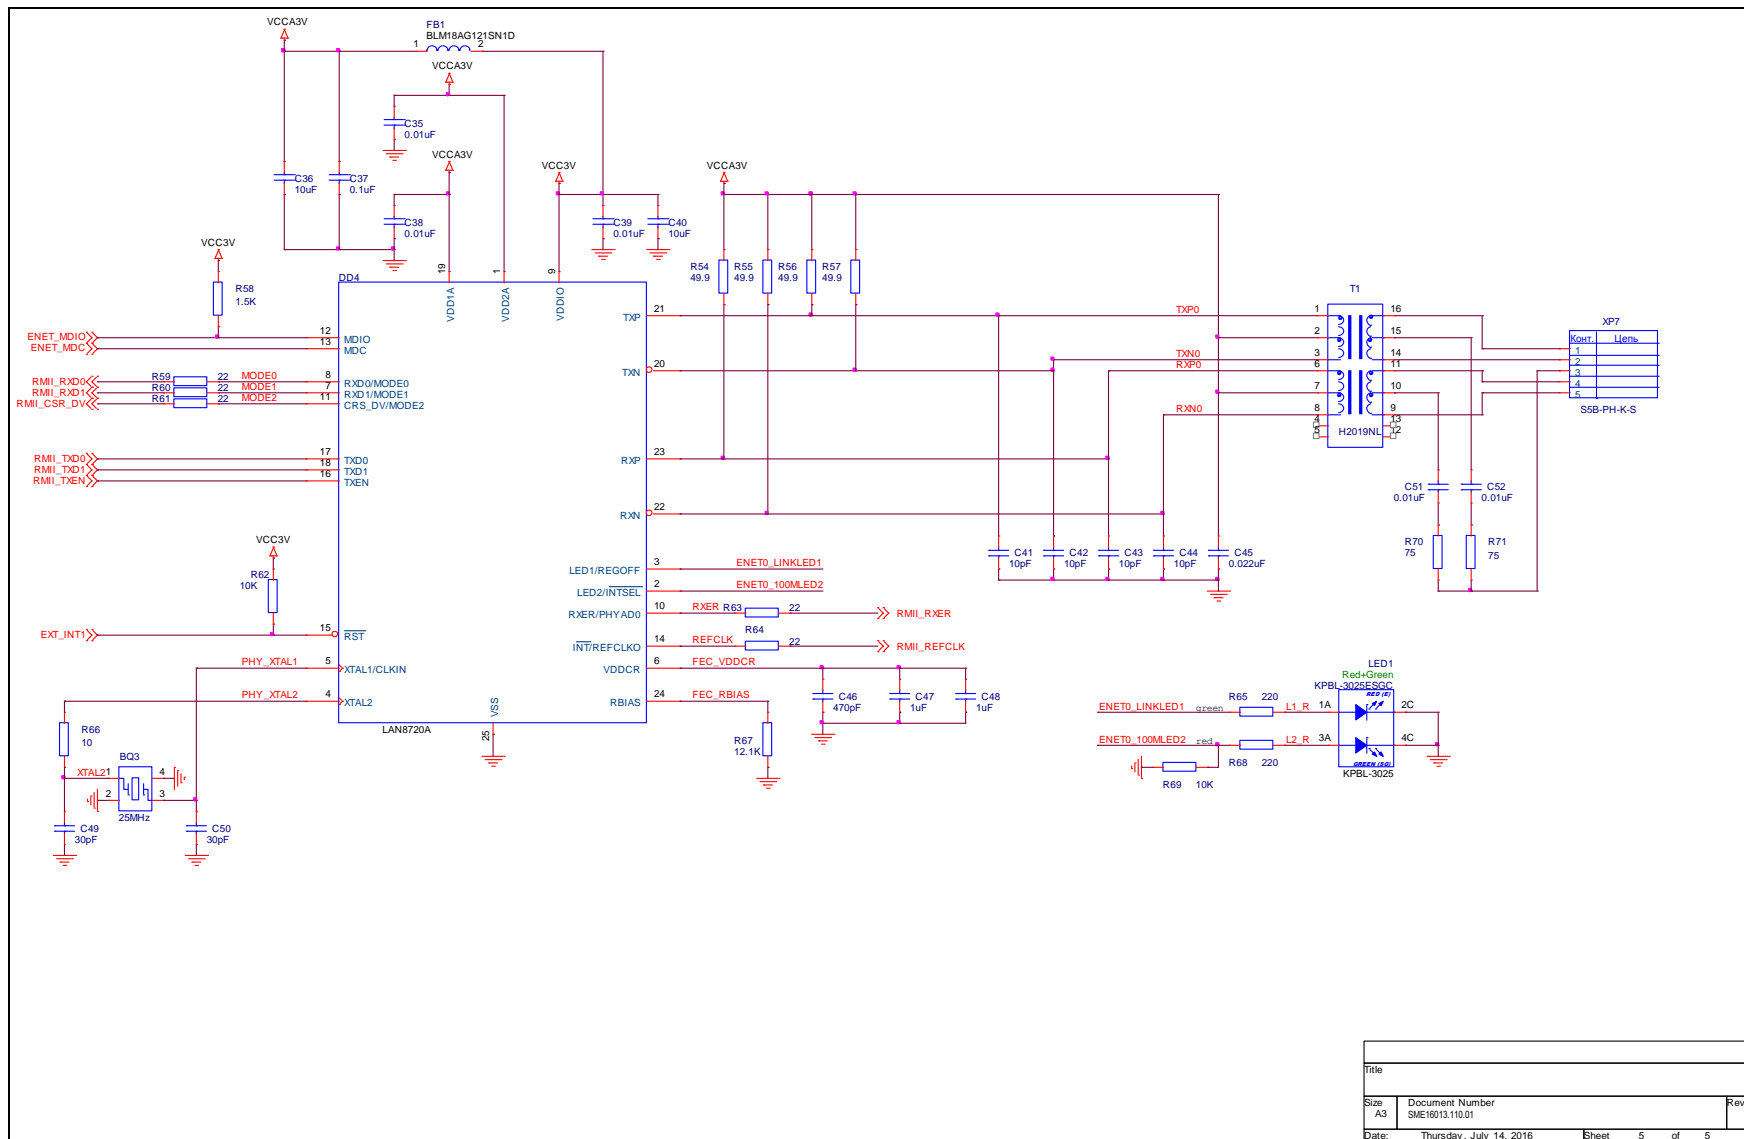 VCCA3V
FB1
BLM18AG121SN1D
1 2
VCCA3V
C35
0.01uF
VCCA3V
VCC3V
VCCA3V
C36
10uF
C37
0.1uF
C38
0.01uF
C39
0.01uF
C40
10uF
VCC3V
R58
1.5K
R54
49.9
R55
49.9
R56
49.9
R57
49.9
DD4
19
VDD1A
1
VDD2A
9
VDDIO
ENET_MDIO 12 MDIO
ENET_MDC 13 MDC
RMII_RXD0 R59 22 MODE0 8 RXD0/MODE0
RMII_RXD1 R60 22 MODE1 7 RXD1/MODE1
RMII_CSR_DV R61 22 MODE2 11 CRS_DV/MODE2
RMII_TXD0 17 TXD0
RMII_TXD1 18 TXD1
RMII_TXEN 16 TXEN
VCC3V
R62
10K
EXT_INT1 15 RST
PHY_XTAL1 5 XTAL1/CLKIN
PHY_XTAL2 4 XTAL2
TXP 21
TXN 20
RXP 23
RXN 22
LED1/REGOFF 3 ENET0_LINKLED1
LED2/INTSEL 2 ENET0_100MLED2
RXER/PHYAD0 10 RXER R63 22 RMII_RXER
INT/REFCLKO 14 REFCLK R64 22 RMII_REFCLK
VDDCR 6 FEC_VDDCR
RBIAS 24 FEC_RBIAS
VSS
25
LAN8720A
R66
10
BQ3
XTAL2 1 4
2 3
25MHz
C49
30pF
C50
30pF
C46
470pF
C47
1uF
C48
1uF
R67
12.1K
TXP0
TXN0
RXP0
RXN0
T1
1 16
2 15
3 14
6 11
7 10
8 9
4 13
5 12
H2019NL
XP7
Конт. Цепь
1
2
3
4
5
S5B-PH-K-S
C51
0.01uF
C52
0.01uF
R70
75
R71
75
C41
10pF
C42
10pF
C43
10pF
C44
10pF
C45
0.022uF
LED1
Red+Green
KPBL-3025ESGC
RED (E)
ENET0_LINKLED1 green R65 220 L1_R 1A 2C
ENET0_100MLED2 red R68 220 L2_R 3A 4C
GREEN (SG)
KPBL-3025
R69 10K
Title
Size Document Number Rev
A3 SME16013.110.01
Date: Thursday, July 14, 2016 Sheet 5 of 5